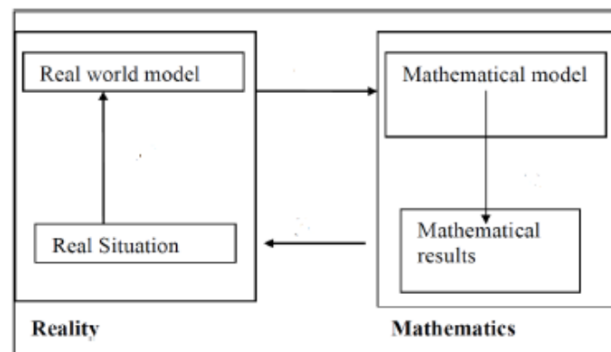 Real world model
Mathematical model
Real Situation
Mathematical
results
Reality
Mathematics